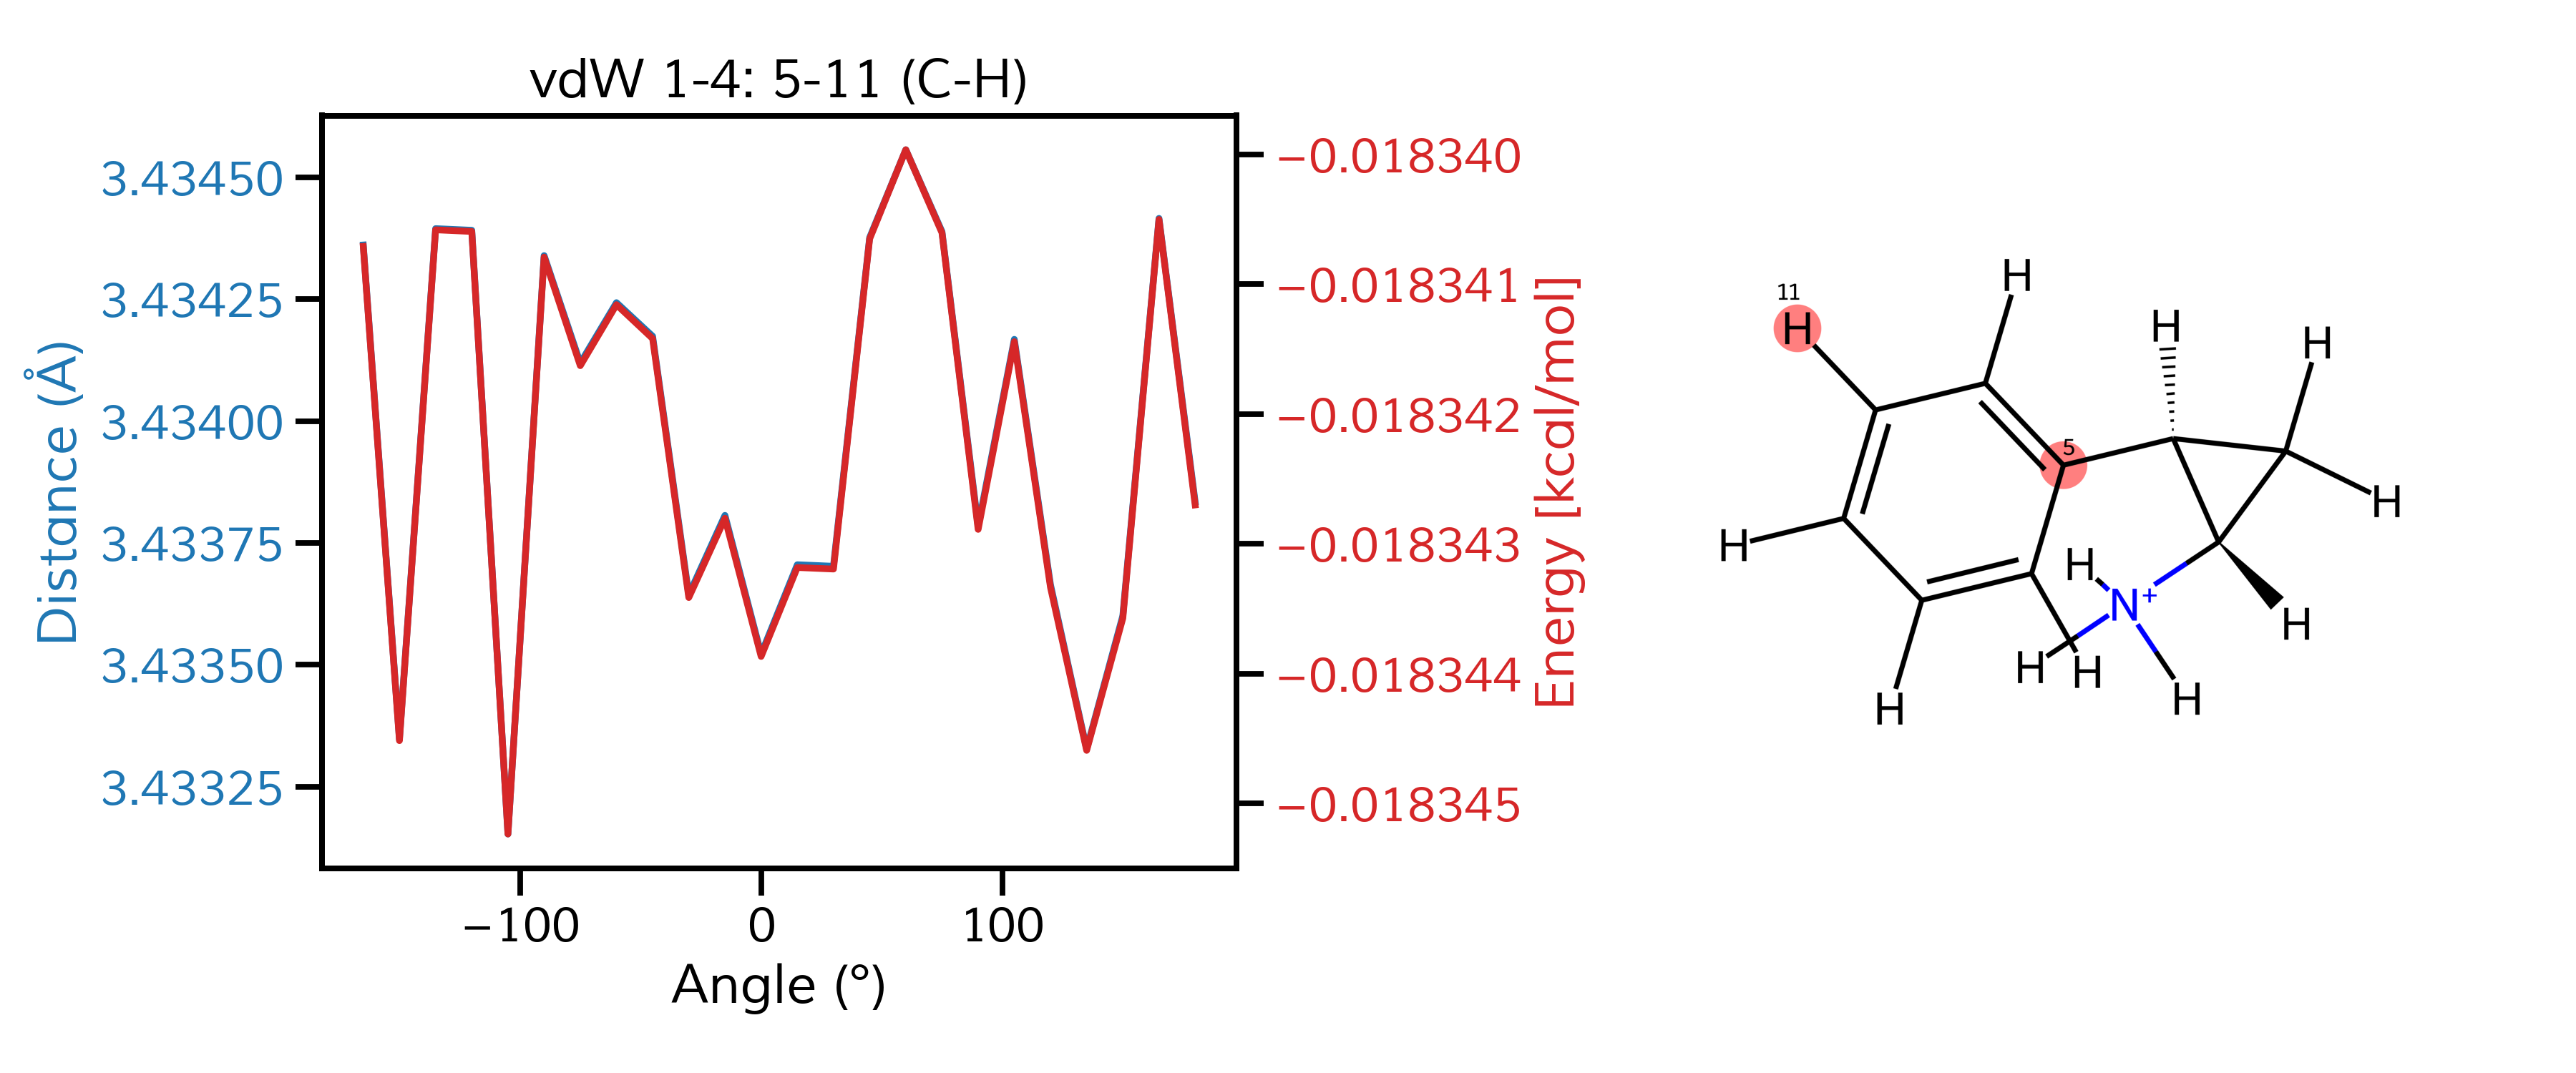 vdW 1-4: 5-11 (C-H)
Distance (Å)
3.43450
3.43425
3.43400
3.43375
3.43350
3.43325
−0.018340
−0.018341
−0.018342
−0.018343
−0.018344
−0.018345
Energy [kcal/mol]
−100
0
100
Angle (°)
H
11
H
H
H
5
H
H
H
N+
H
H
H
H
H